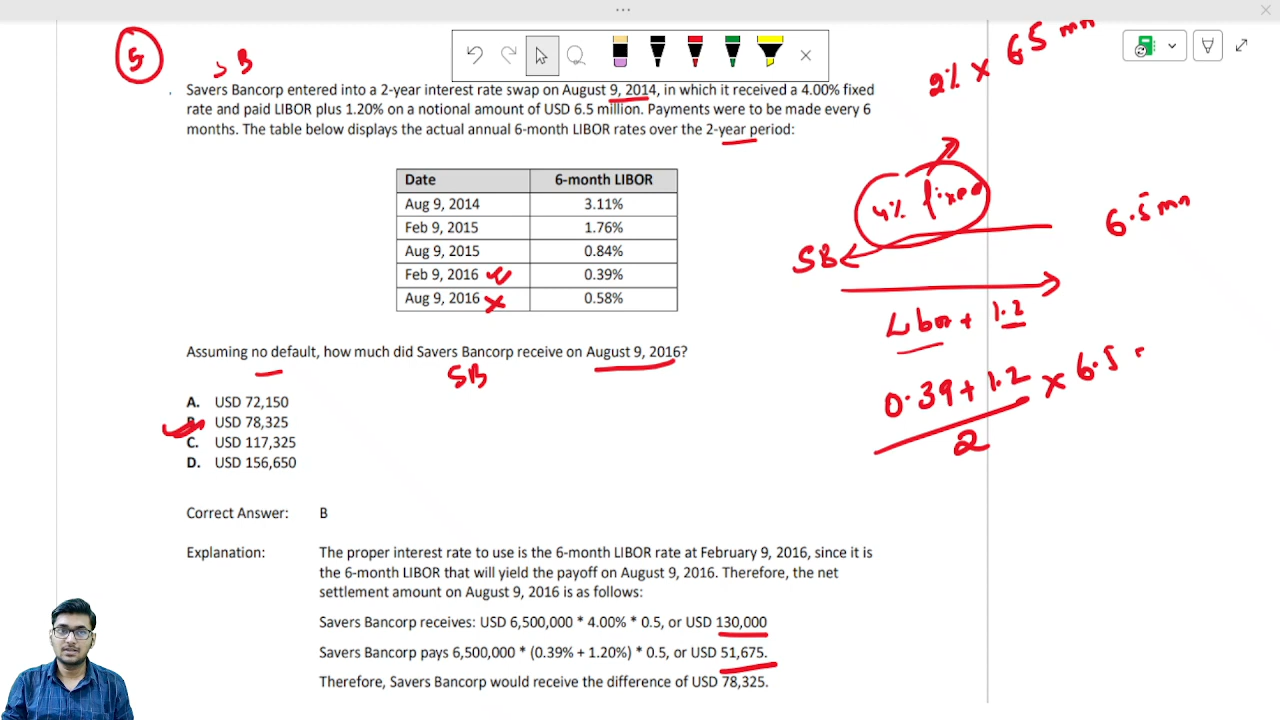 5
SB
2% x 65 mn
Savers Bancorp entered into a 2-year interest rate swap on August 9, 2014, in which it received a 4.00% fixed
rate and paid LIBOR plus 1.20% on a notional amount of USD 6.5 million. Payments were to be made every 6
months. The table below displays the actual annual 6-month LIBOR rates over the 2-year period:
Date 6-month LIBOR
Aug 9, 2014 3.11%
Feb 9, 2015 1.76%
Aug 9, 2015 0.84%
Feb 9, 2016 0.39%
Aug 9, 2016 0.58%
4% fixed
6.5 mn
SB
Libor + 1.2
Assuming no default, how much did Savers Bancorp receive on August 9, 2016?
SB
0.39 + 1.2 x 6.5
2
A. USD 72,150
B. USD 78,325
C. USD 117,325
D. USD 156,650
Correct Answer: B
Explanation: The proper interest rate to use is the 6-month LIBOR rate at February 9, 2016, since it is
the 6-month LIBOR that will yield the payoff on August 9, 2016. Therefore, the net
settlement amount on August 9, 2016 is as follows:
Savers Bancorp receives: USD 6,500,000 * 4.00% * 0.5, or USD 130,000
Savers Bancorp pays 6,500,000 * (0.39% + 1.20%) * 0.5, or USD 51,675.
Therefore, Savers Bancorp would receive the difference of USD 78,325.